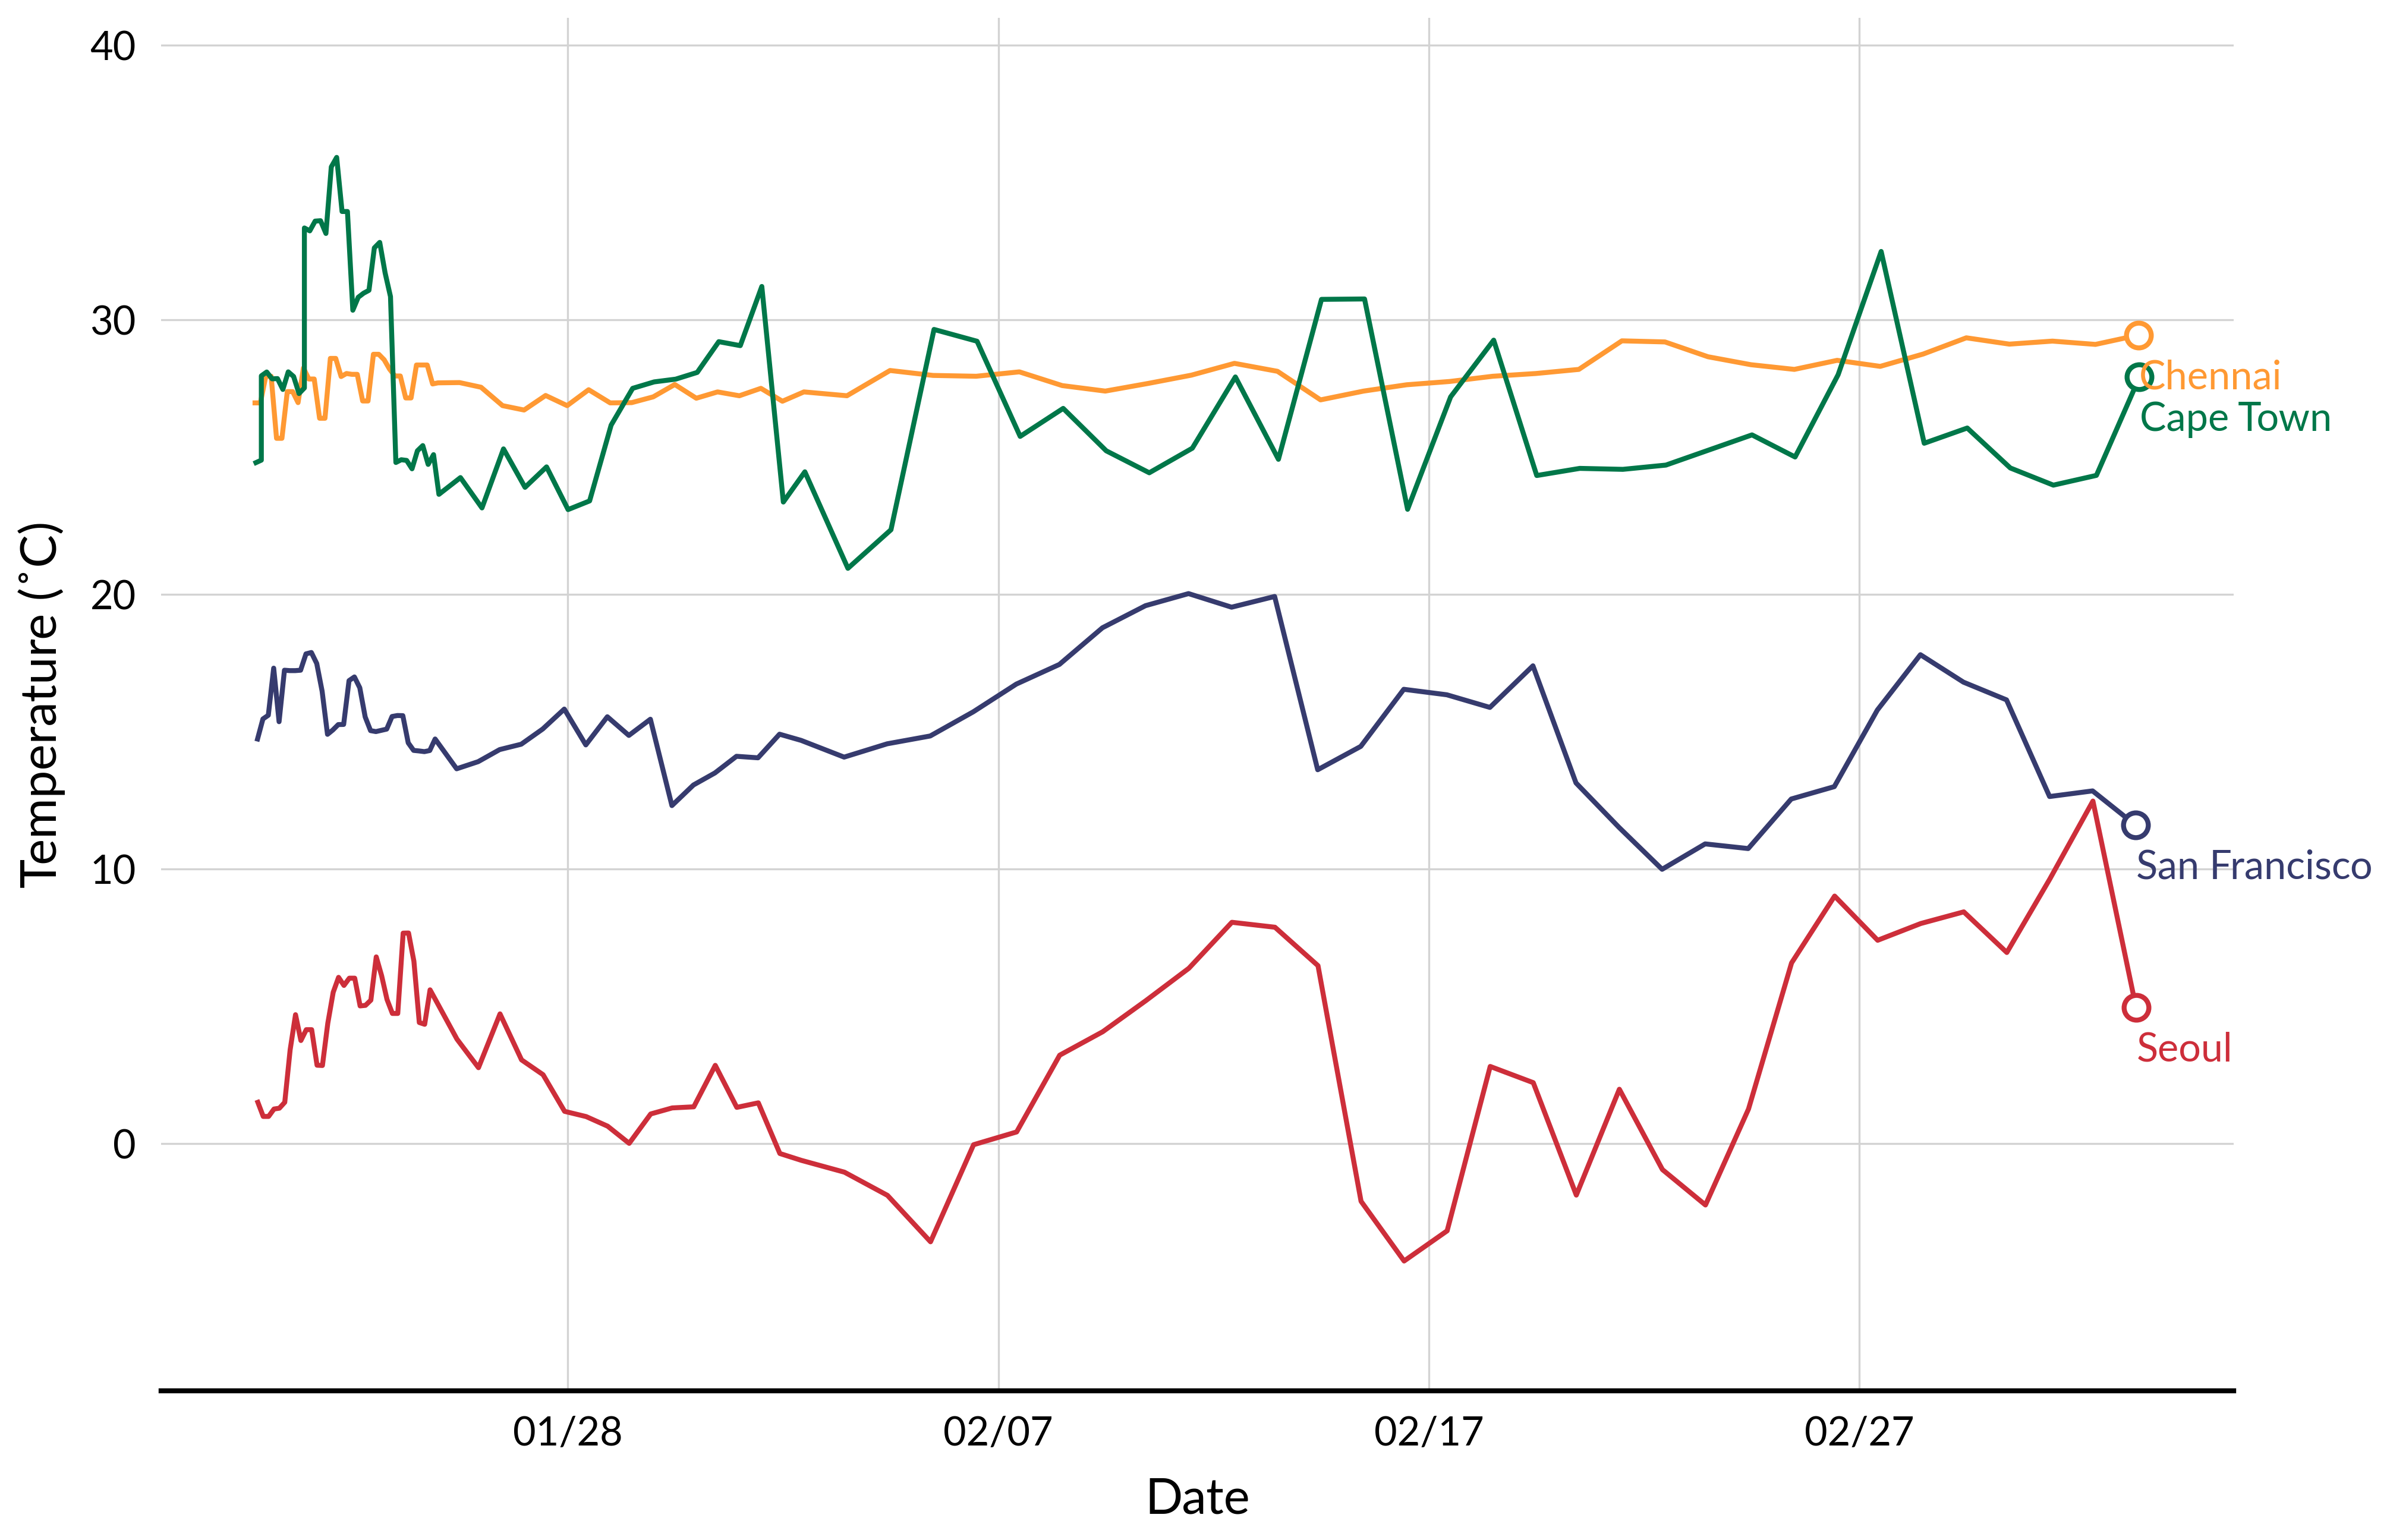 40
30
20
10
0
Temperature (°C)
Chennai
Cape Town
San Francisco
Seoul
01/28
02/07
02/17
02/27
Date